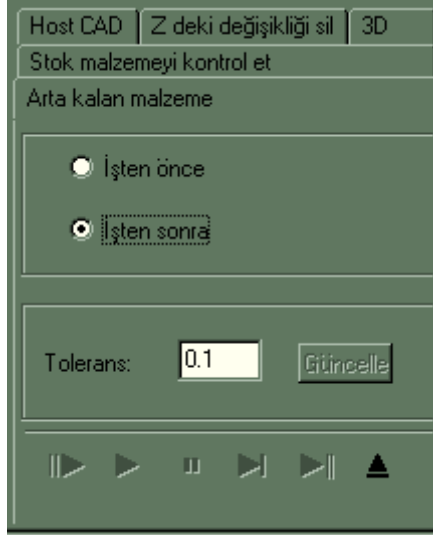 Host CAD Z deki değişikliği sil 3D
Stok malzemeyi kontrol et
Arta kalan malzeme
İşten önce
İşten sonra
Tolerans: 0.1 Güncelle